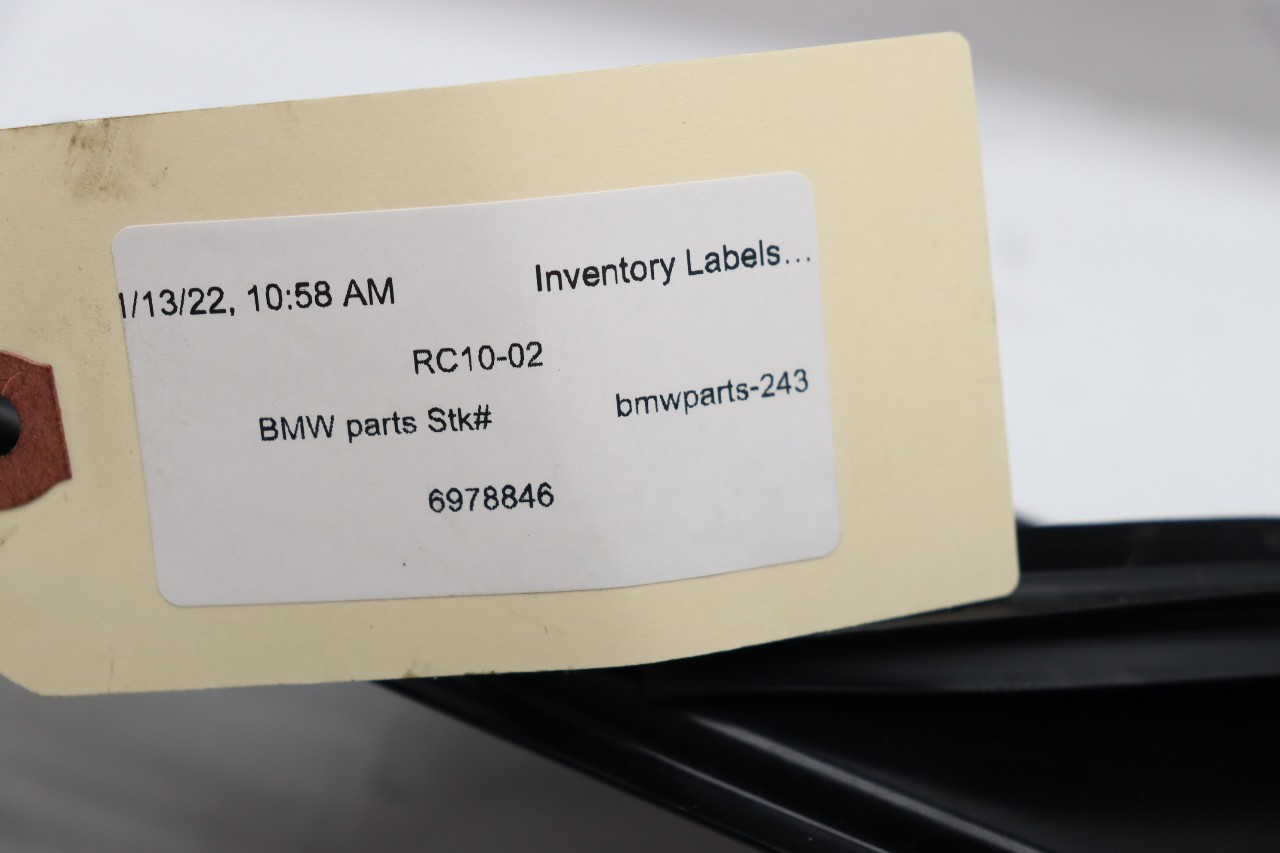 1/13/22, 10:58 AM Inventory Labels...
RC10-02
BMW parts Stk# bmwparts-243
6978846